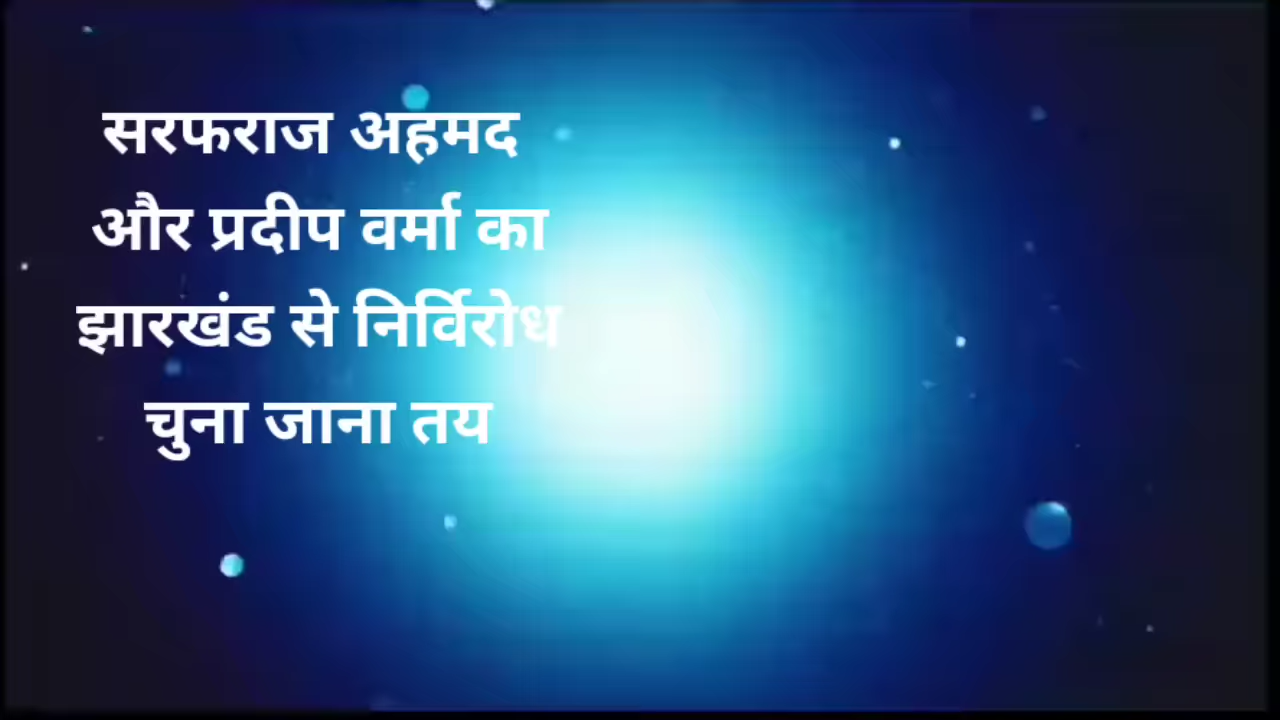 सरफराज अहमद
और प्रदीप वर्मा का
झारखंड से निर्विरोध
चुना जाना तय